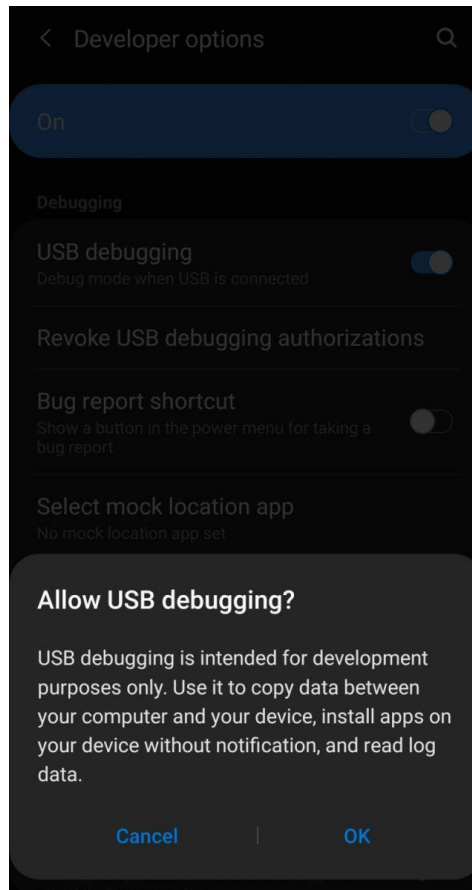 Developer options
On
Debugging
USB debugging
Debug mode when USB is connected
Revoke USB debugging authorizations
Bug report shortcut
Show a button in the power menu for taking a
bug report
Select mock location app
No mock location app set
Allow USB debugging?
USB debugging is intended for development
purposes only. Use it to copy data between
your computer and your device, install apps on
your device without notification, and read log
data.
Cancel
OK